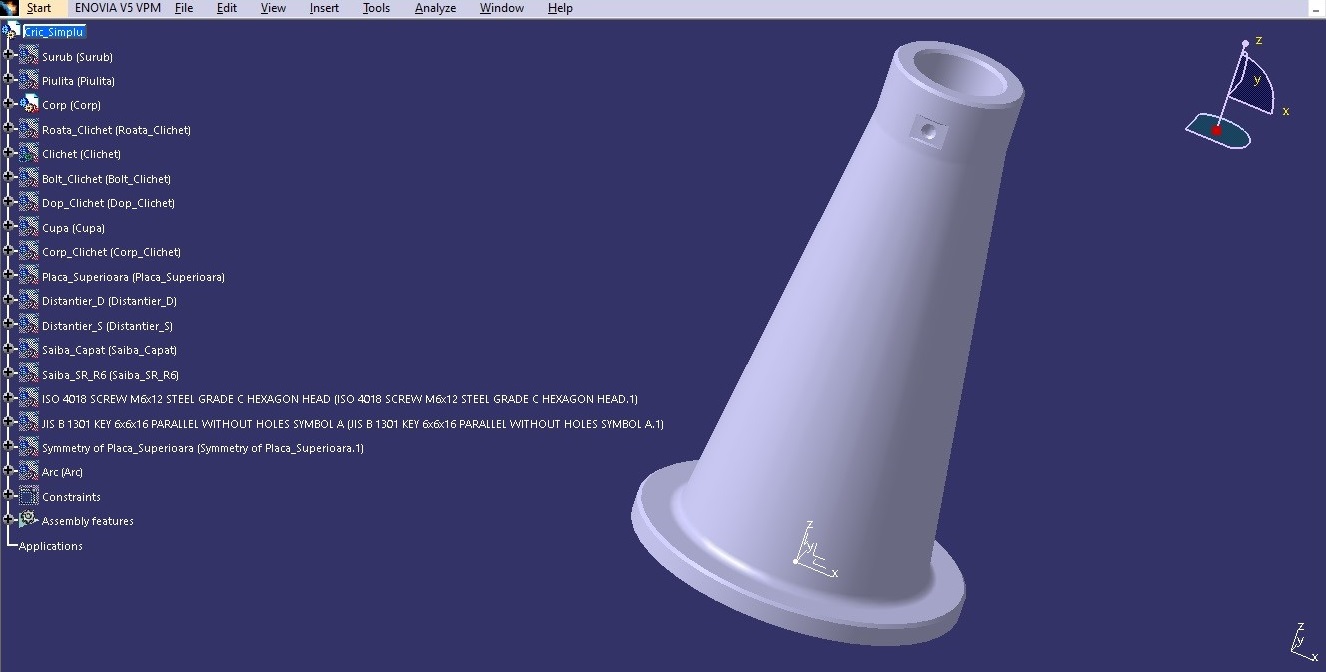 Start ENOVIA V5 VPM File Edit View Insert Tools Analyze Window Help
Cric_Simplu
Surub (Surub)
Piulita (Piulita)
Corp (Corp)
Roata_Clichet (Roata_Clichet)
Clichet (Clichet)
Bolt_Clichet (Bolt_Clichet)
Dop_Clichet (Dop_Clichet)
Cupa (Cupa)
Corp_Clichet (Corp_Clichet)
Placa_Superioara (Placa_Superioara)
Distantier_D (Distantier_D)
Distantier_S (Distantier_S)
Saiba_Capat (Saiba_Capat)
Saiba_SR_R6 (Saiba_SR_R6)
ISO 4018 SCREW M6x12 STEEL GRADE C HEXAGON HEAD (ISO 4018 SCREW M6x12 STEEL GRADE C HEXAGON HEAD.1)
JIS B 1301 KEY 6x6x16 PARALLEL WITHOUT HOLES SYMBOL A (JIS B 1301 KEY 6x6x16 PARALLEL WITHOUT HOLES SYMBOL A.1)
Symmetry of Placa_Superioara (Symmetry of Placa_Superioara.1)
Arc (Arc)
Constraints
Assembly features
Applications
z
y
x
z
y
x
z
y
x